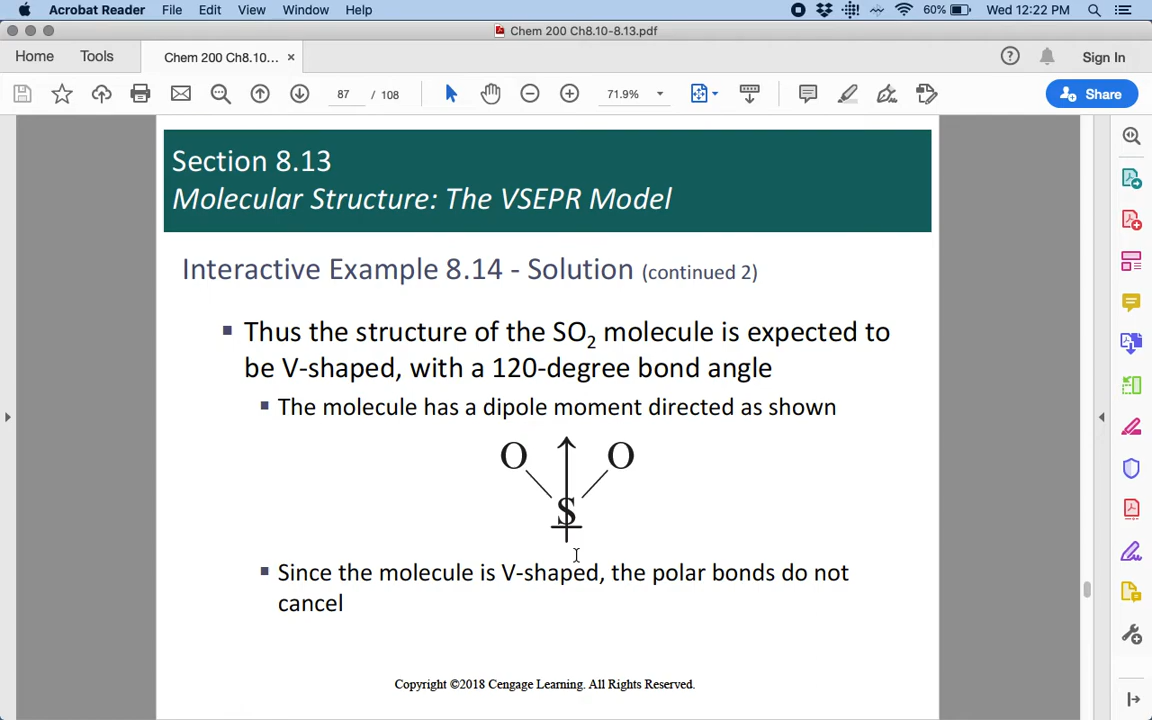 Acrobat Reader File Edit View Window Help 60% Wed 12:22 PM
Chem 200 Ch8.10-8.13.pdf
Home Tools Chem 200 Ch8.10... × Sign In
87 / 108 71.9% Share
Section 8.13
Molecular Structure: The VSEPR Model
Interactive Example 8.14 - Solution (continued 2)
▪ Thus the structure of the SO₂ molecule is expected to
be V-shaped, with a 120-degree bond angle
▪ The molecule has a dipole moment directed as shown
O O
S
▪ Since the molecule is V-shaped, the polar bonds do not
cancel
Copyright ©2018 Cengage Learning. All Rights Reserved.